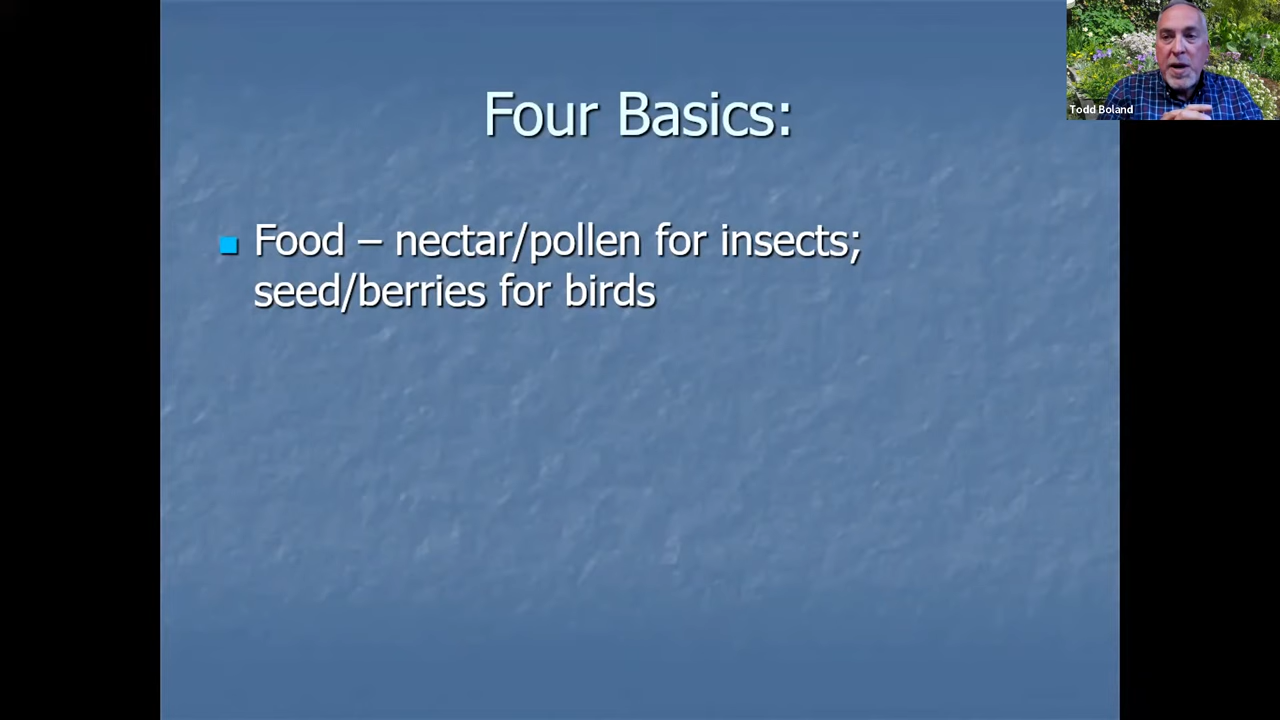 Four Basics:
Food – nectar/pollen for insects;
seed/berries for birds
Todd Boland